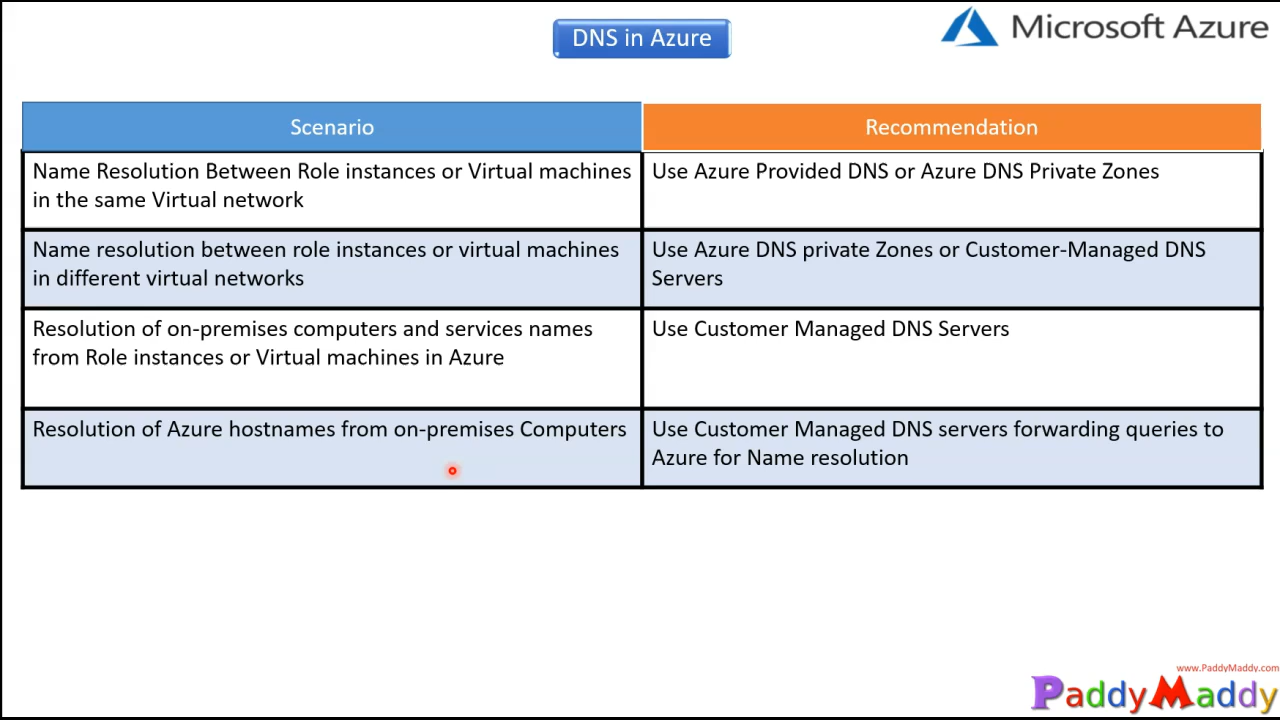 DNS in Azure
Microsoft Azure
Scenario
Recommendation
Name Resolution Between Role instances or Virtual machines
in the same Virtual network
Use Azure Provided DNS or Azure DNS Private Zones
Name resolution between role instances or virtual machines
in different virtual networks
Use Azure DNS private Zones or Customer-Managed DNS
Servers
Resolution of on-premises computers and services names
from Role instances or Virtual machines in Azure
Use Customer Managed DNS Servers
Resolution of Azure hostnames from on-premises Computers
Use Customer Managed DNS servers forwarding queries to
Azure for Name resolution
www.PaddyMaddy.com
PaddyMaddy